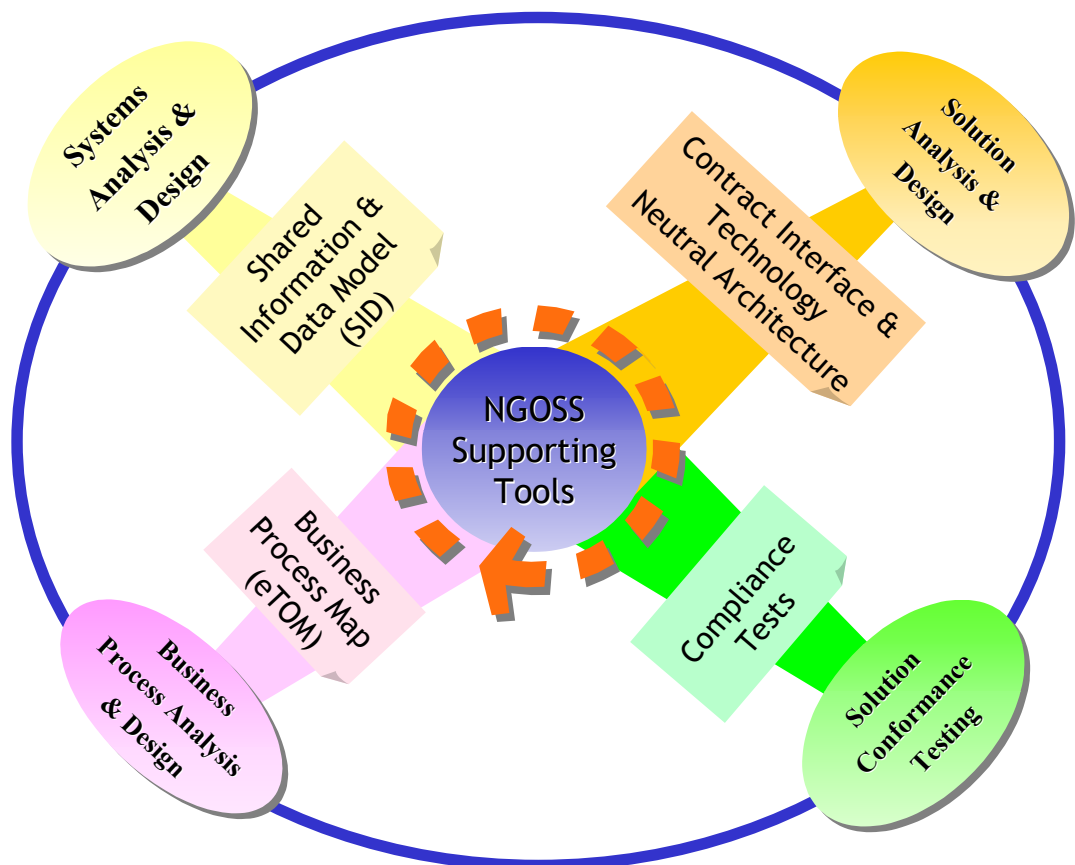 Systems
Analysis &
Design
Solution
Analysis &
Design
Shared
Information &
Data Model
(SID)
Contract Interface &
Technology
Neutral Architecture
NGOSS
Supporting
Tools
Business
Process Map
(eTOM)
Compliance
Tests
Business
Process Analysis
& Design
Solution
Conformance
Testing